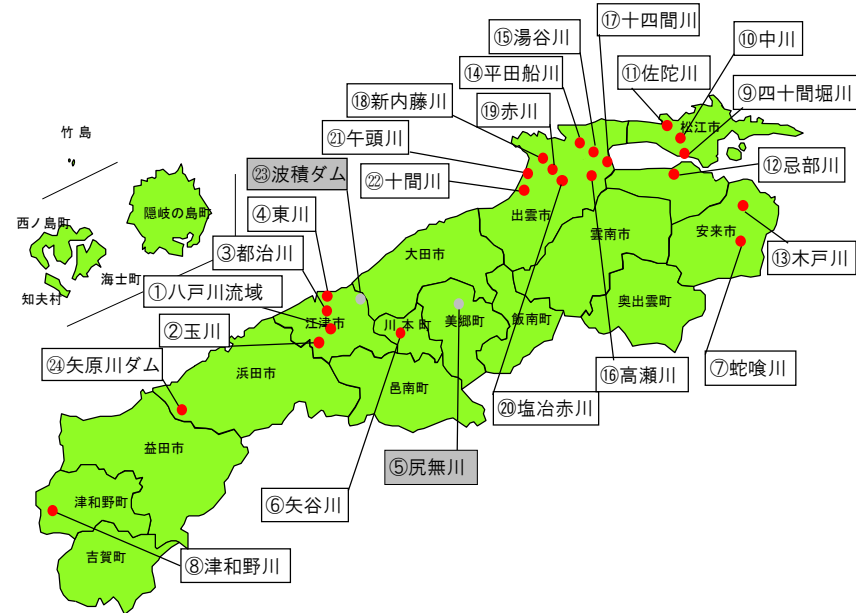 ⑰十四間川
⑮湯谷川
⑩中川
⑭平田船川
⑪佐陀川
⑱新内藤川
⑨四十間堀川
⑲赤川
松江市
竹 島
㉑午頭川
㉓波積ダム
⑫忌部川
㉒十間川
隠岐の島町
④東川
出雲市
西ノ島町
雲南市
安来市
③都治川
大田市
海士町
⑬木戸川
知夫村
①八戸川流域
奥出雲町
江津市
川 本 町
美郷町
飯南町
②玉川
㉔矢原川ダム
浜田市
邑南町
⑯高瀬川
⑦蛇喰川
⑳塩冶赤川
益田市
⑤尻無川
津和野町
⑥矢谷川
吉賀町
⑧津和野川